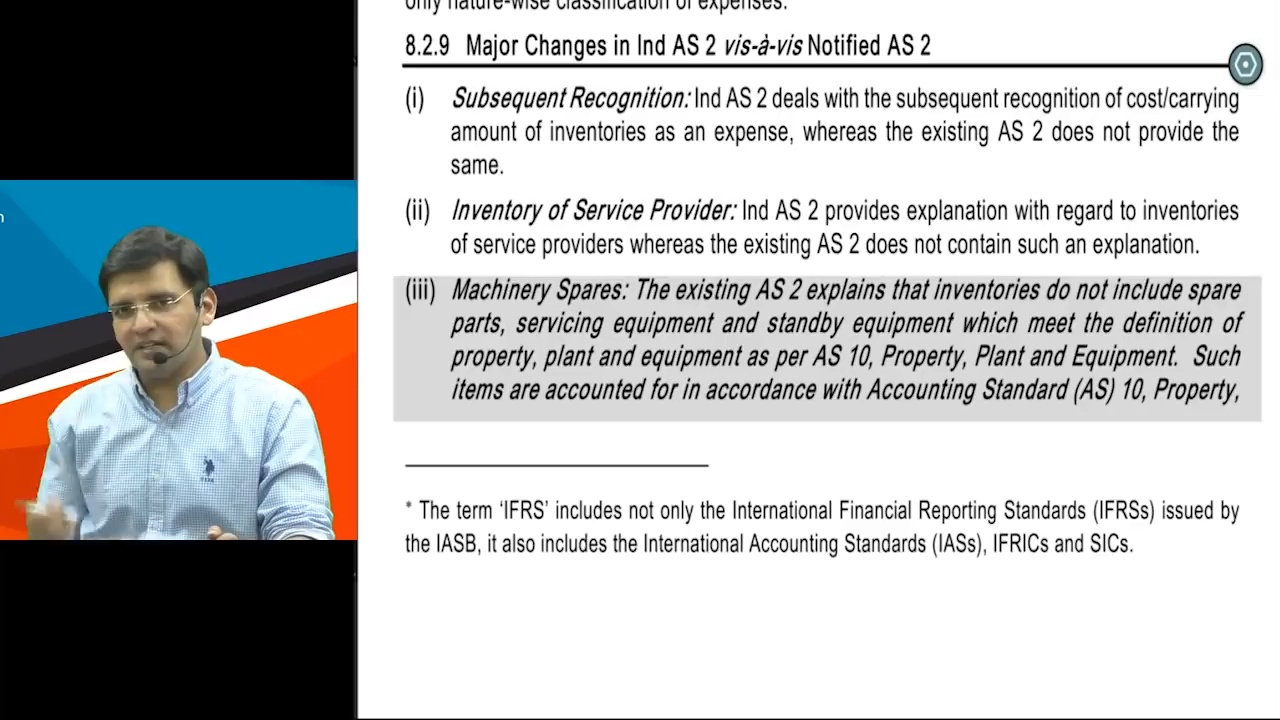 only nature-wise classification of expenses.
8.2.9 Major Changes in Ind AS 2 vis-à-vis Notified AS 2
(i) Subsequent Recognition: Ind AS 2 deals with the subsequent recognition of cost/carrying
amount of inventories as an expense, whereas the existing AS 2 does not provide the
same.
(ii) Inventory of Service Provider: Ind AS 2 provides explanation with regard to inventories
of service providers whereas the existing AS 2 does not contain such an explanation.
(iii) Machinery Spares: The existing AS 2 explains that inventories do not include spare
parts, servicing equipment and standby equipment which meet the definition of
property, plant and equipment as per AS 10, Property, Plant and Equipment. Such
items are accounted for in accordance with Accounting Standard (AS) 10, Property,
* The term ‘IFRS’ includes not only the International Financial Reporting Standards (IFRSs) issued by
the IASB, it also includes the International Accounting Standards (IASs), IFRICs and SICs.